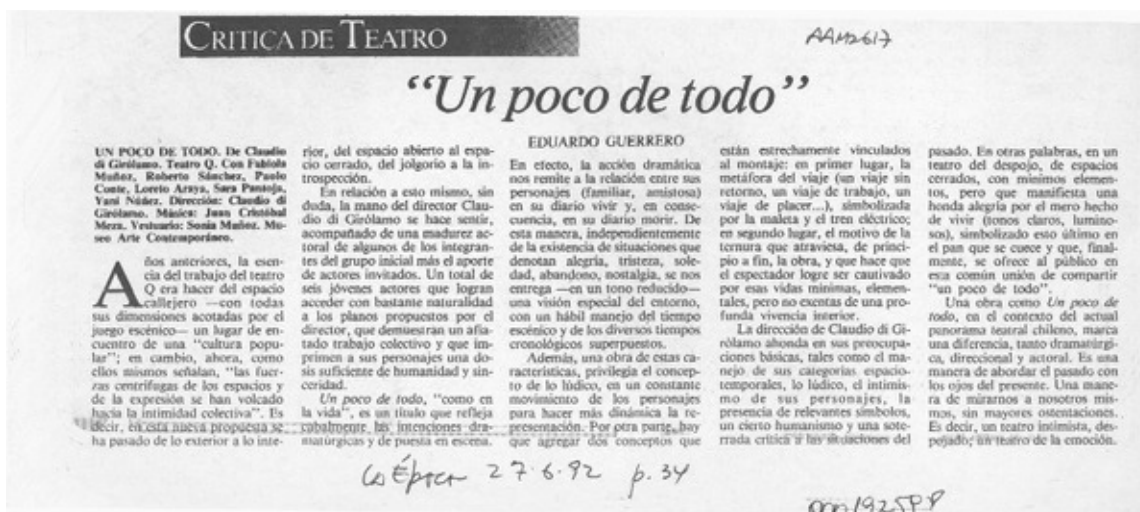 CRITICA DE TEATRO
AAM2617
“Un poco de todo”
EDUARDO GUERRERO
UN POCO DE TODO. De Claudio
di Girólamo. Teatro Q. Con Fabiola
Muñoz, Roberto Sánchez, Paulo
Conte, Loreto Araya, Sara Pantoja,
Yani Núñez. Dirección: Claudio di
Girólamo. Música: Juan Cristóbal
Meza. Vestuario: Sonia Muñoz. Mu-
seo Arte Contemporáneo.
Años anteriores, la esen-
cia del trabajo del teatro
Q era hacer del espacio
callejero —con todas
sus dimensiones acotadas por el
juego escénico— un lugar de en-
cuentro de una “cultura popu-
lar”; en cambio, ahora, como
ellos mismos señalan, “las fuer-
zas centrífugas de los espacios y
de la expresión se han volcado
hacia la intimidad colectiva”. Es
decir, en esta nueva propuesta se
ha pasado de lo exterior a lo inte-
rior, del espacio abierto al espa-
cio cerrado, del jolgorio a la in-
trospección.
En relación a esto mismo, sin
duda, la mano del director Clau-
dio di Girólamo se hace sentir,
acompañado de una madurez ac-
toral de algunos de los integran-
tes del grupo inicial más el aporte
de actores invitados. Un total de
seis jóvenes actores que logran
acceder con bastante naturalidad
a los planos propuestos por el
director, que demuestran un afia-
tado trabajo colectivo y que im-
primen a sus personajes una do-
sis suficiente de humanidad y sin-
ceridad.
Un poco de todo, “como en
la vida”, es un título que refleja
cabalmente las intenciones dra-
matúrgicas y de puesta en escena.
En efecto, la acción dramática
nos remite a la relación entre sus
personajes (familiar, amistosa)
en su diario vivir y, en conse-
cuencia, en su diario morir. De
esta manera, independientemente
de la existencia de situaciones que
denotan alegría, tristeza, sole-
dad, abandono, nostalgia, se nos
entrega —en un tono reducido—
una visión especial del entorno,
con un hábil manejo del tiempo
escénico y de los diversos tiempos
cronológicos superpuestos.
Además, una obra de estas ca-
racterísticas, privilegia el concep-
to de lo lúdico, en un constante
movimiento de los personajes
para hacer más dinámica la re-
presentación. Por otra parte, hay
que agregar dos conceptos que
están estrechamente vinculados
al montaje: en primer lugar, la
metáfora del viaje (un viaje sin
retorno, un viaje de trabajo, un
viaje de placer...), simbolizada
por la maleta y el tren eléctrico;
en segundo lugar, el motivo de la
ternura que atraviesa, de princi-
pio a fin, la obra, y que hace que
el espectador logre ser cautivado
por esas vidas mínimas, elemen-
tales, pero no exentas de una pro-
funda vivencia interior.
La dirección de Claudio di Gi-
rólamo ahonda en sus preocupa-
ciones básicas, tales como el ma-
nejo de sus categorías espacio-
temporales, lo lúdico, el intimis-
mo de sus personajes, la
presencia de relevantes símbolos,
un cierto humanismo y una sote-
rrada crítica a las situaciones del
pasado. En otras palabras, en un
teatro del despojo, de espacios
cerrados, con mínimos elemen-
tos, pero que manifiesta una
honda alegría por el mero hecho
de vivir (tonos claros, lumino-
sos), simbolizado esto último en
el pan que se cuece y que, final-
mente, se ofrece al público en
esa común unión de compartir
“un poco de todo”.
Una obra como Un poco de
todo, en el contexto del actual
panorama teatral chileno, marca
una diferencia, tanto dramatúrgi-
ca, direccional y actoral. Es una
manera de abordar el pasado con
los ojos del presente. Una mane-
ra de mirarnos a nosotros mis-
mos, sin mayores ostentaciones.
Es decir, un teatro intimista, des-
pojado; un teatro de la emoción.
La Época 27.6.92 p. 34